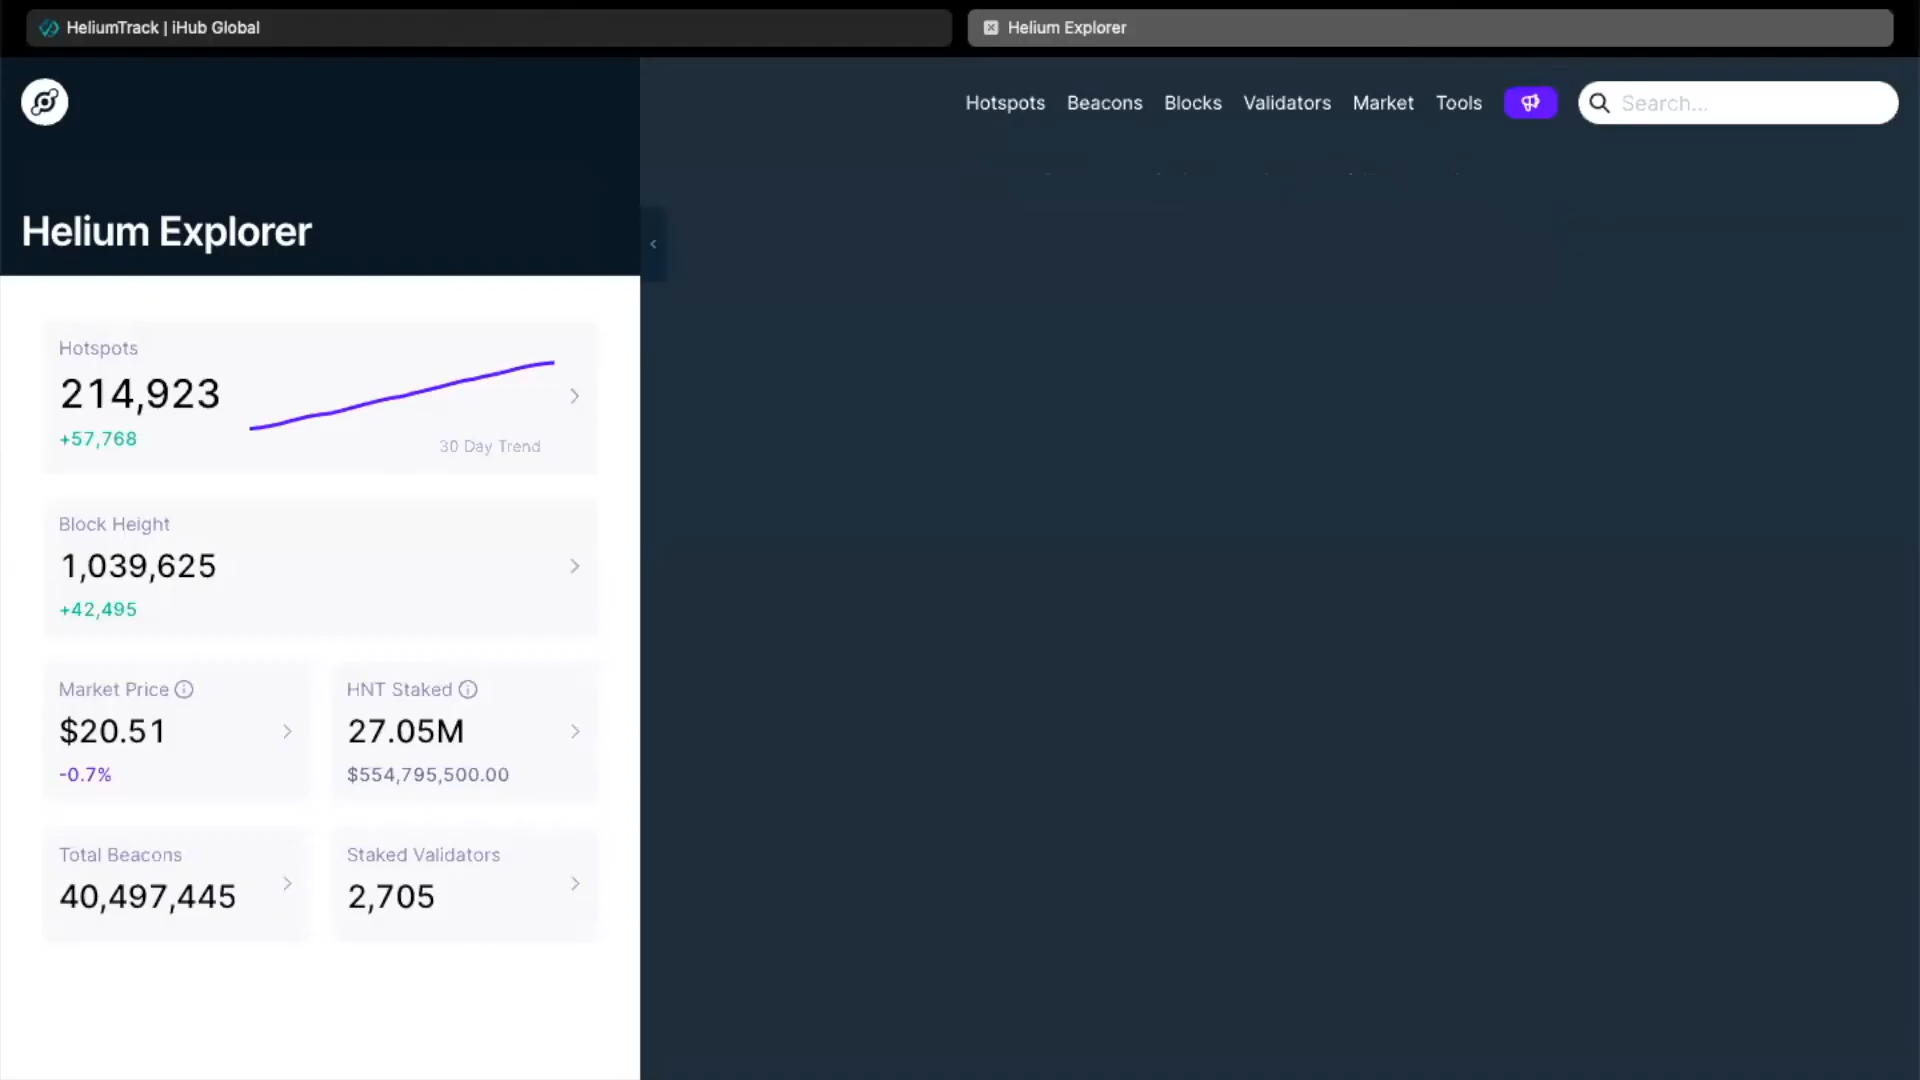 HeliumTrack | iHub Global
Helium Explorer
Hotspots Beacons Blocks Validators Market Tools Search...
Helium Explorer
Hotspots
214,923
+57,768
30 Day Trend
Block Height
1,039,625
+42,495
Market Price
$20.51
-0.7%
HNT Staked
27.05M
$554,795,500.00
Total Beacons
40,497,445
Staked Validators
2,705